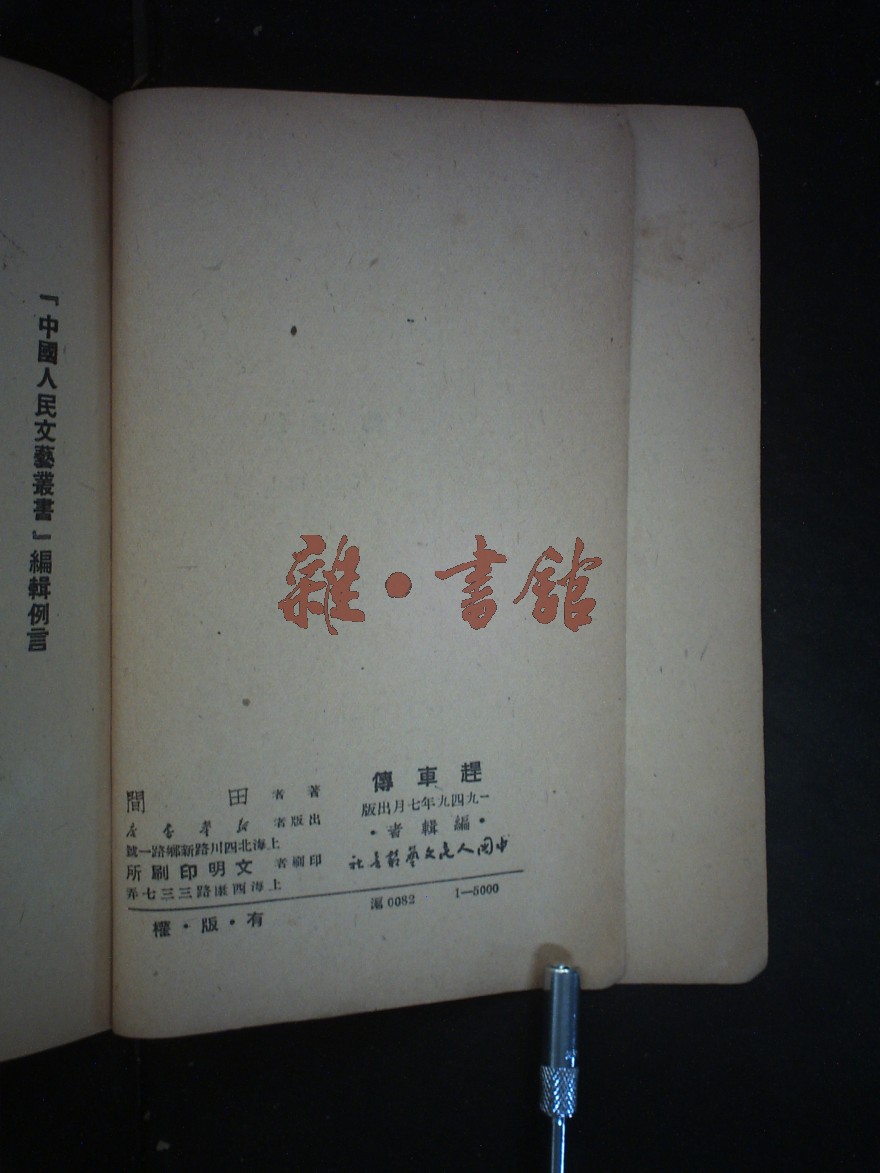 『中國人民文藝叢書』編輯例言
雜·書館
趕車傳
一九四九年七月出版
·編輯者·
中国人民文藝叢書社
著者 田間
出版者 新華書店
上海北四川路新鄉路一號
印刷者 文明印刷所
上海西康路三三七弄
滬0082 1—5000
有·版·權